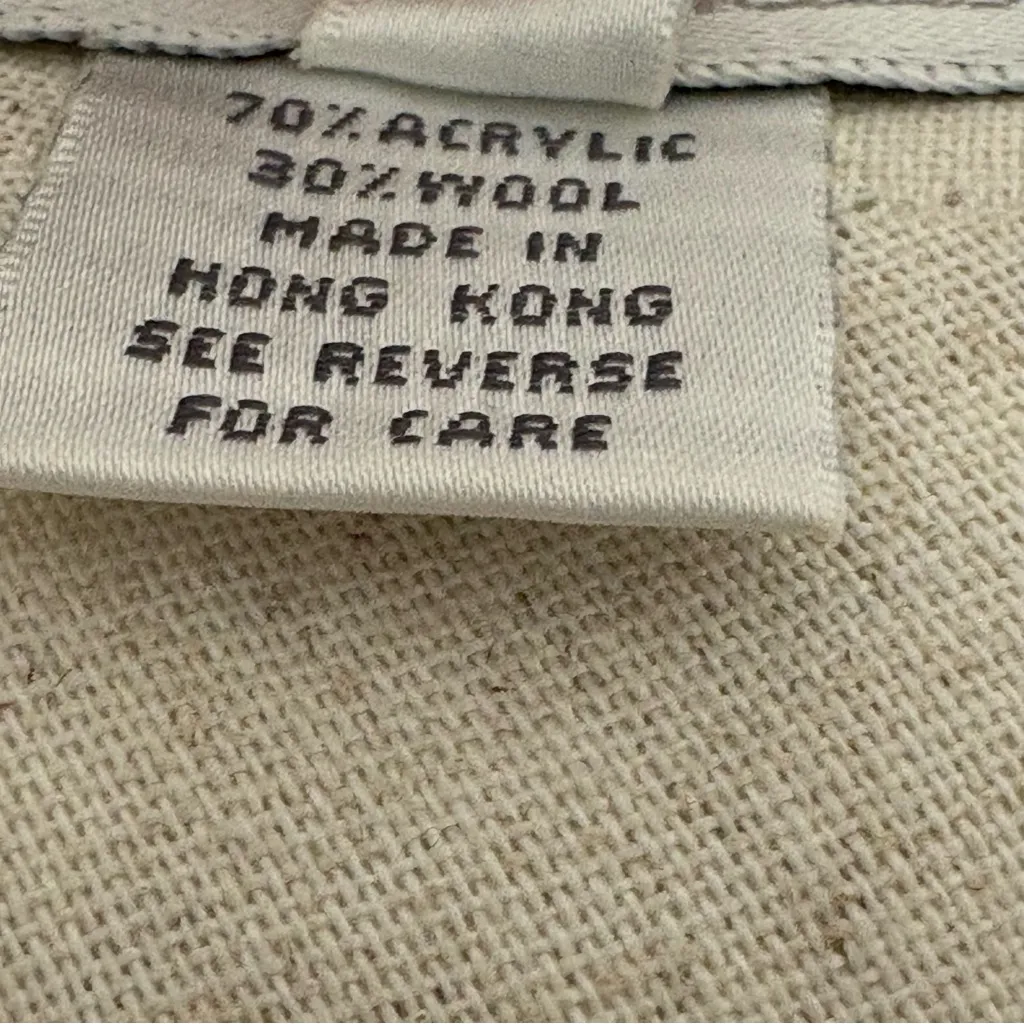 70% ACRYLIC
30% WOOL
MADE IN
HONG KONG
SEE REVERSE
FOR CARE